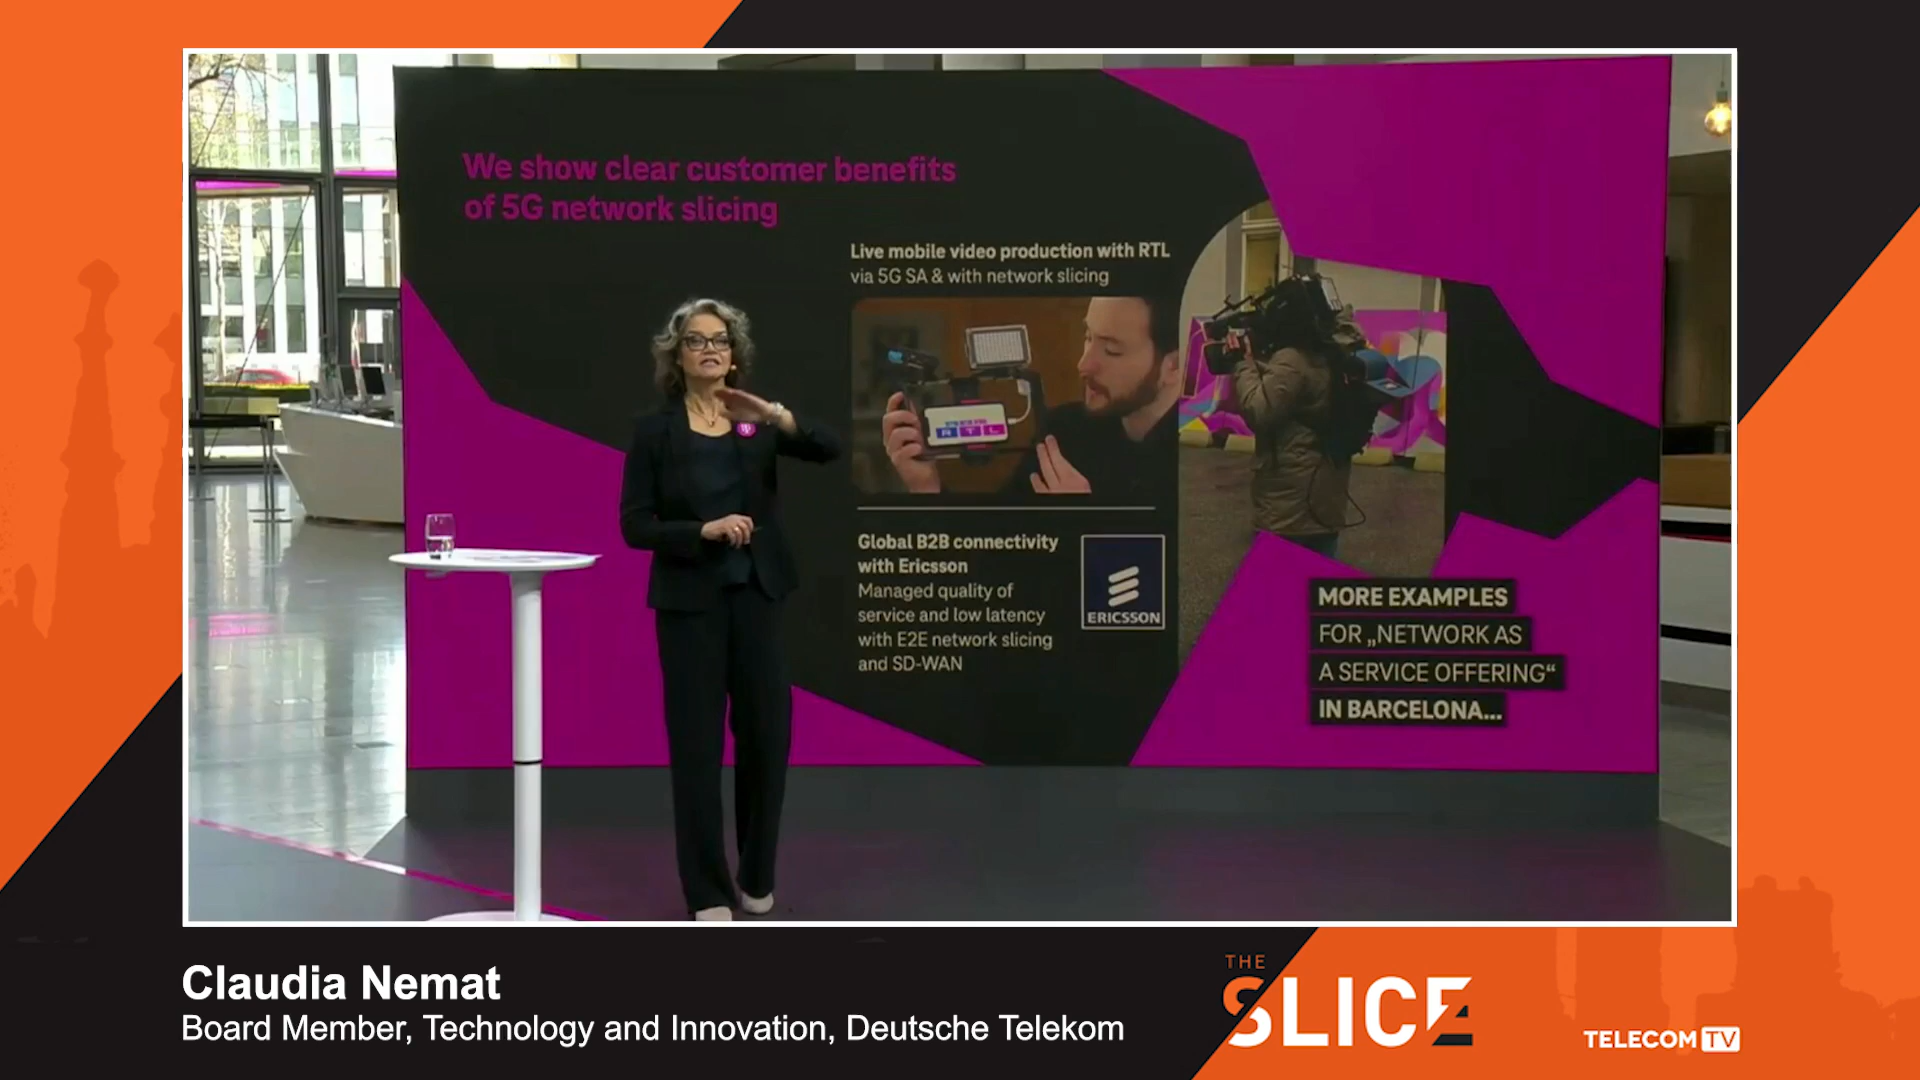 We show clear customer benefits
of 5G network slicing
Live mobile video production with RTL
via 5G SA & with network slicing
RTL
Global B2B connectivity
with Ericsson
Managed quality of
service and low latency
with E2E network slicing
and SD-WAN
ERICSSON
MORE EXAMPLES
FOR „NETWORK AS
A SERVICE OFFERING“
IN BARCELONA...
Claudia Nemat
Board Member, Technology and Innovation, Deutsche Telekom
THE
SLICE
TELECOMTV